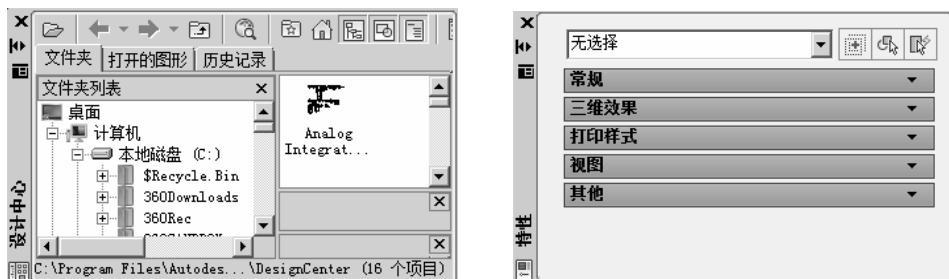 文件夹 打开的图形 历史记录
文件夹列表
桌面
计算机
本地磁盘 (C:)
$Recycle.Bin
360Downloads
360Rec
Analog
Integrat...
设计中心
C:\Program Files\Autodes...\DesignCenter (16 个项目)
无选择
常规
三维效果
打印样式
视图
其他
特性